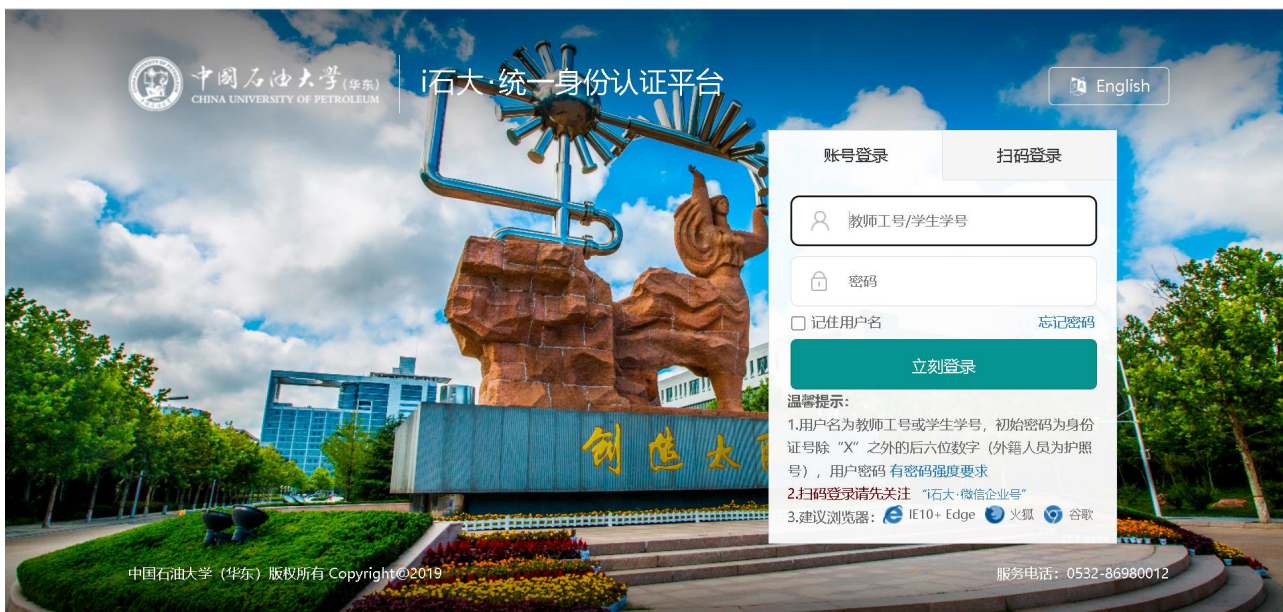 中国石油大学(华东)
CHINA UNIVERSITY OF PETROLEUM
i石大·统一身份认证平台
English
账号登录 扫码登录
教师工号/学生学号
密码
记住用户名 忘记密码
立刻登录
温馨提示:
1.用户名为教师工号或学生学号,初始密码为身份
证号除“X”之外的后六位数字(外籍人员为护照
号),用户密码 有密码强度要求
2.扫码登录请先关注 “i石大·微信企业号”
3.建议浏览器: IE10+ Edge 火狐 谷歌
创造太
中国石油大学(华东)版权所有 Copyright©2019
服务电话:0532-86980012